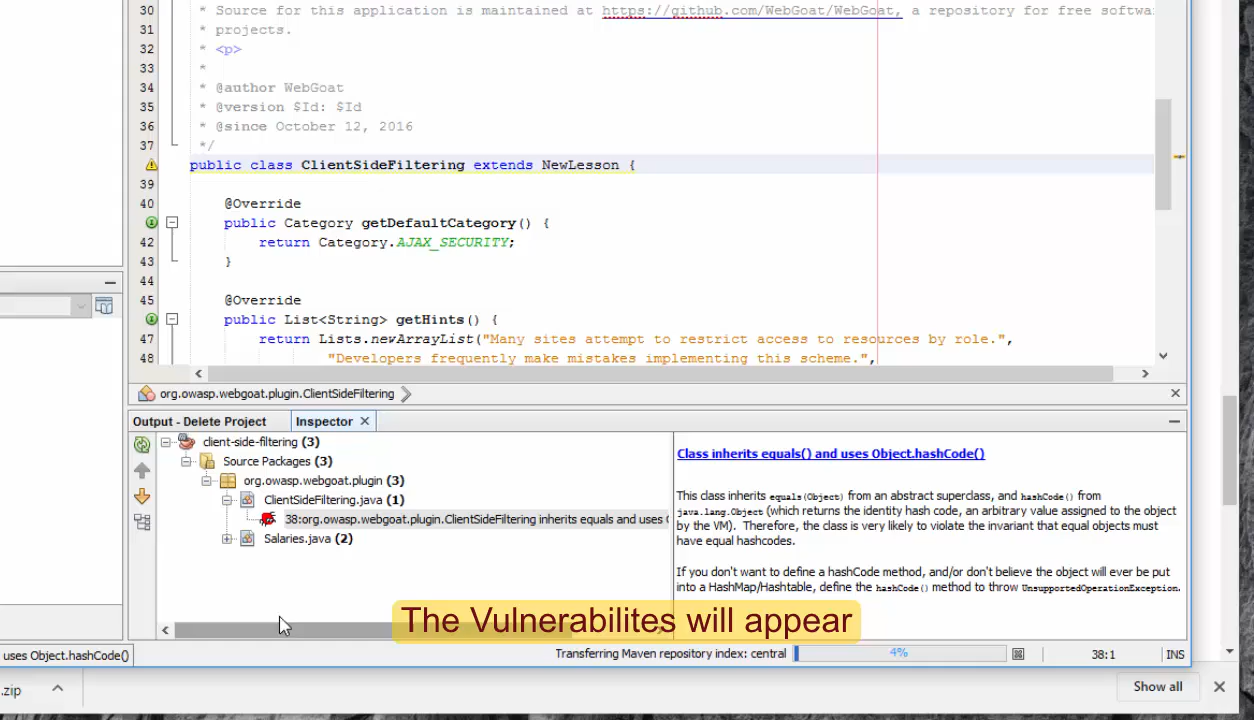 30 * Source for this application is maintained at https://github.com/WebGoat/WebGoat, a repository for free softwa
31 * projects.
32 * <p>
33 *
34 * @author WebGoat
35 * @version $Id: $Id
36 * @since October 12, 2016
37 */
public class ClientSideFiltering extends NewLesson {
39
40 @Override
public Category getDefaultCategory() {
42 return Category.AJAX_SECURITY;
43 }
44
45 @Override
public List<String> getHints() {
47 return Lists.newArrayList("Many sites attempt to restrict access to resources by role.",
48 "Developers frequently make mistakes implementing this scheme.",
org.owasp.webgoat.plugin.ClientSideFiltering
Output - Delete Project Inspector
client-side-filtering (3)
Source Packages (3)
org.owasp.webgoat.plugin (3)
ClientSideFiltering.java (1)
38:org.owasp.webgoat.plugin.ClientSideFiltering inherits equals and uses
Salaries.java (2)
Class inherits equals() and uses Object.hashCode()
This class inherits equals(Object) from an abstract superclass, and hashCode() from
java.lang.Object (which returns the identity hash code, an arbitrary value assigned to the object
by the VM). Therefore, the class is very likely to violate the invariant that equal objects must
have equal hashcodes.
If you don't want to define a hashCode method, and/or don't believe the object will ever be put
into a HashMap/Hashtable, define the hashCode() method to throw UnsupportedOperationException.
The Vulnerabilites will appear
uses Object.hashCode() Transferring Maven repository index: central 4% 38:1 INS
.zip Show all